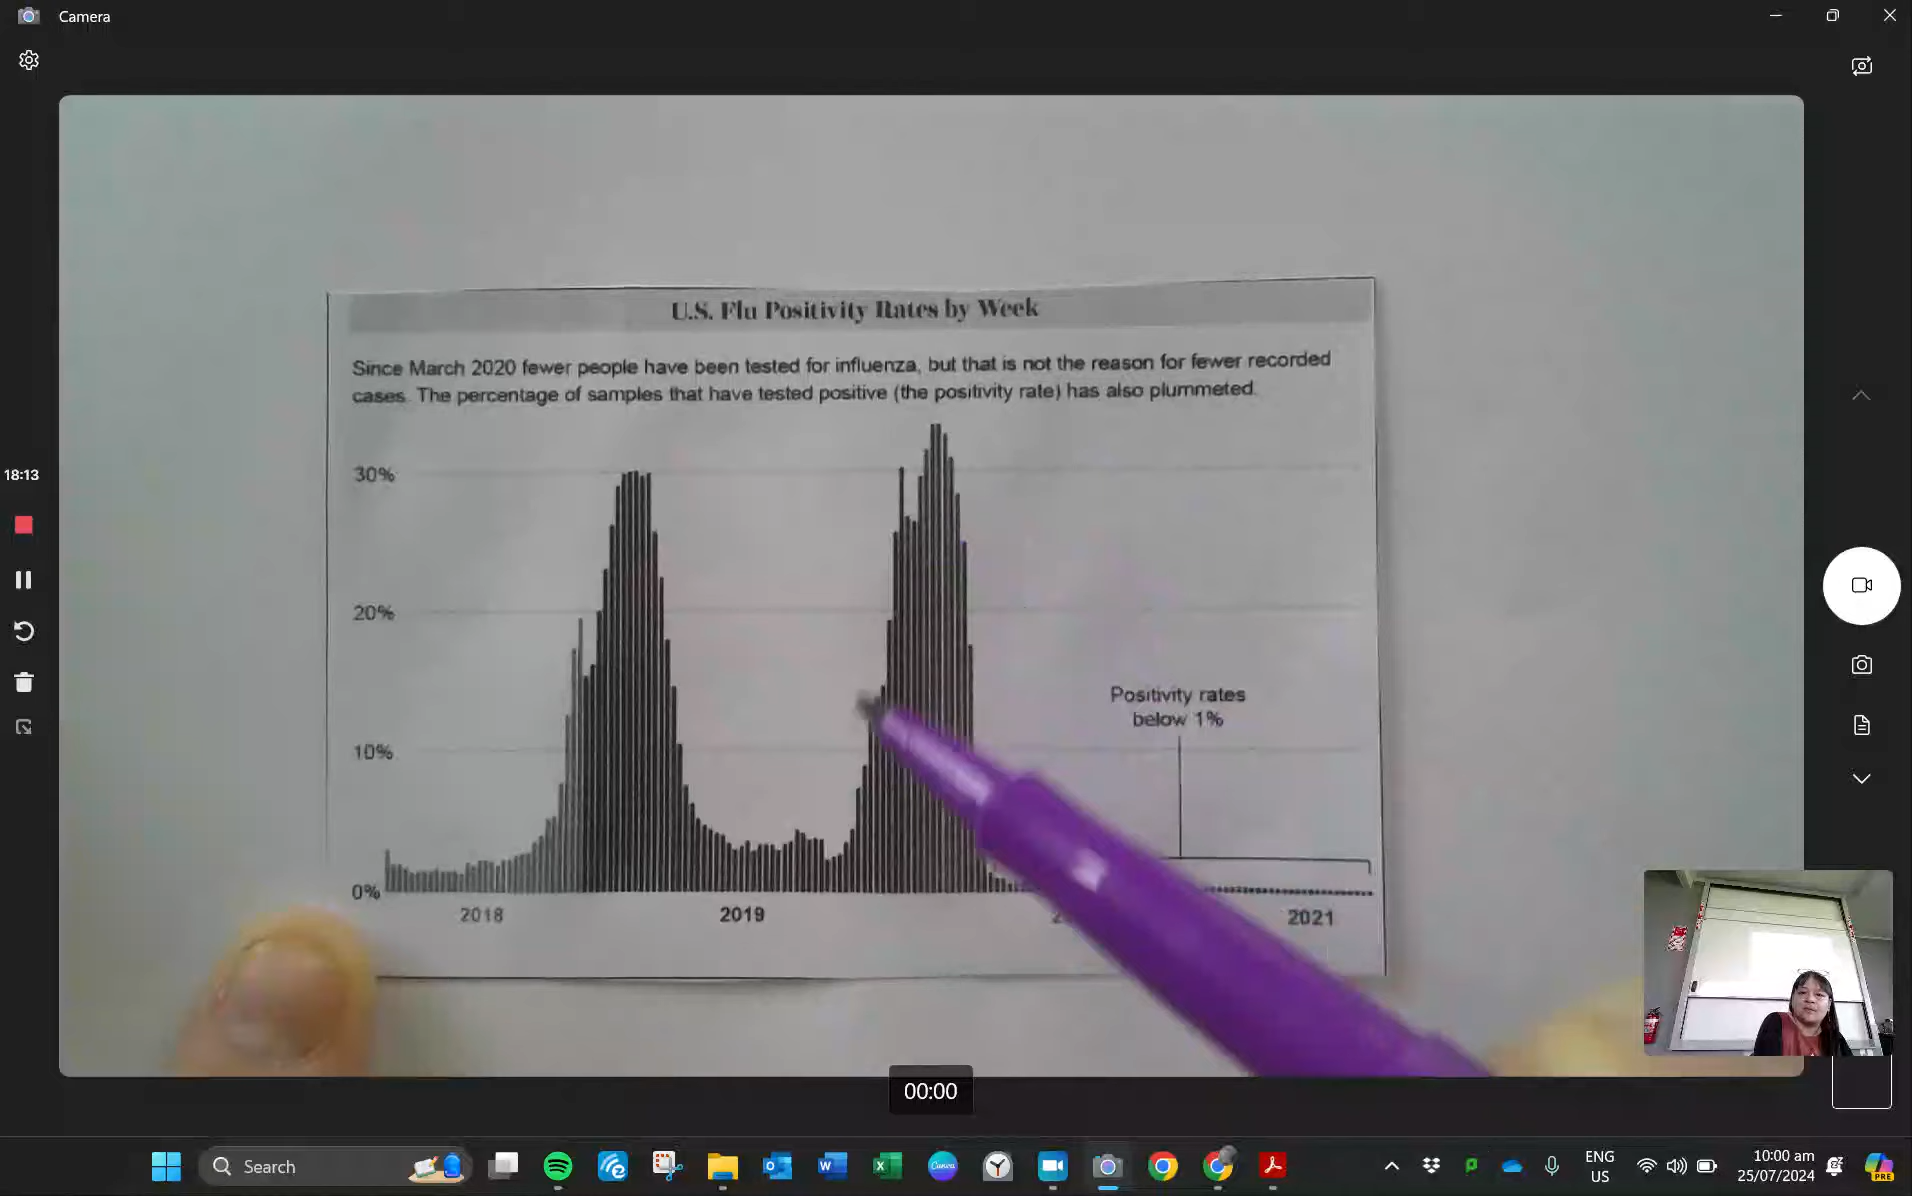 Camera
18:13
U.S. Flu Positivity Rates by Week
Since March 2020 fewer people have been tested for influenza, but that is not the reason for fewer recorded
cases. The percentage of samples that have tested positive (the positivity rate) has also plummeted.
30%
20%
10%
0%
Positivity rates
below 1%
2018
2019
2021
00:00
Search
ENG
US
10:00 am
25/07/2024